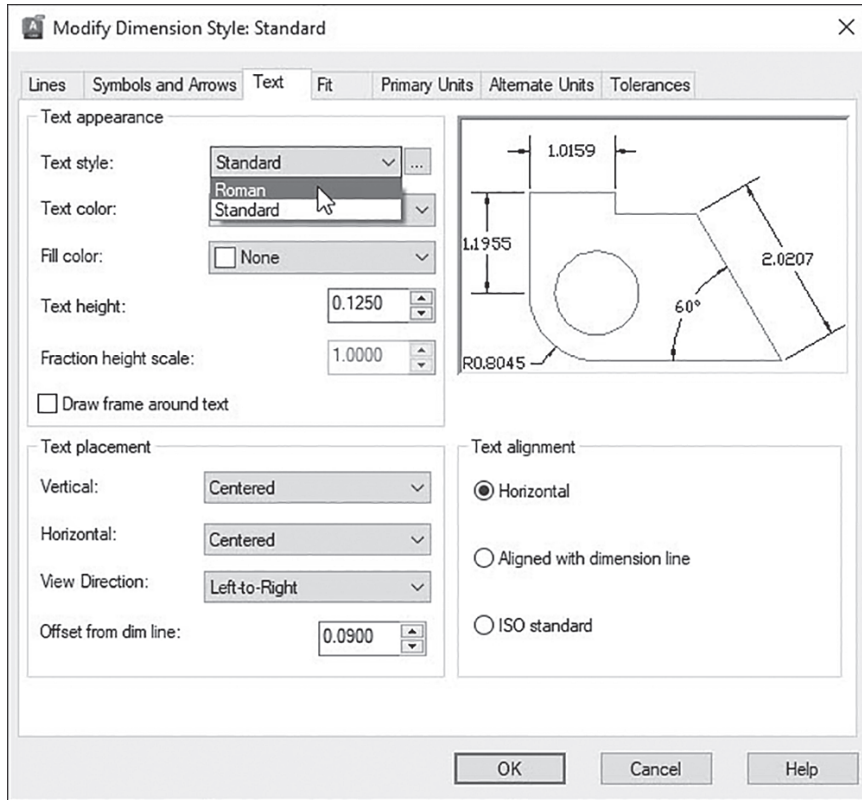 Modify Dimension Style: Standard
Lines
Symbols and Arrows
Text
Fit
Primary Units
Alternate Units
Tolerances
Text appearance
Text style:
Standard
...
Roman
Standard
Text color:
Fill color:
None
Text height:
0.1250
Fraction height scale:
1.0000
Draw frame around text
1.0159
1.1955
2.0207
60°
R0.8045
Text placement
Vertical:
Centered
Horizontal:
Centered
View Direction:
Left-to-Right
Offset from dim line:
0.0900
Text alignment
Horizontal
Aligned with dimension line
ISO standard
OK
Cancel
Help